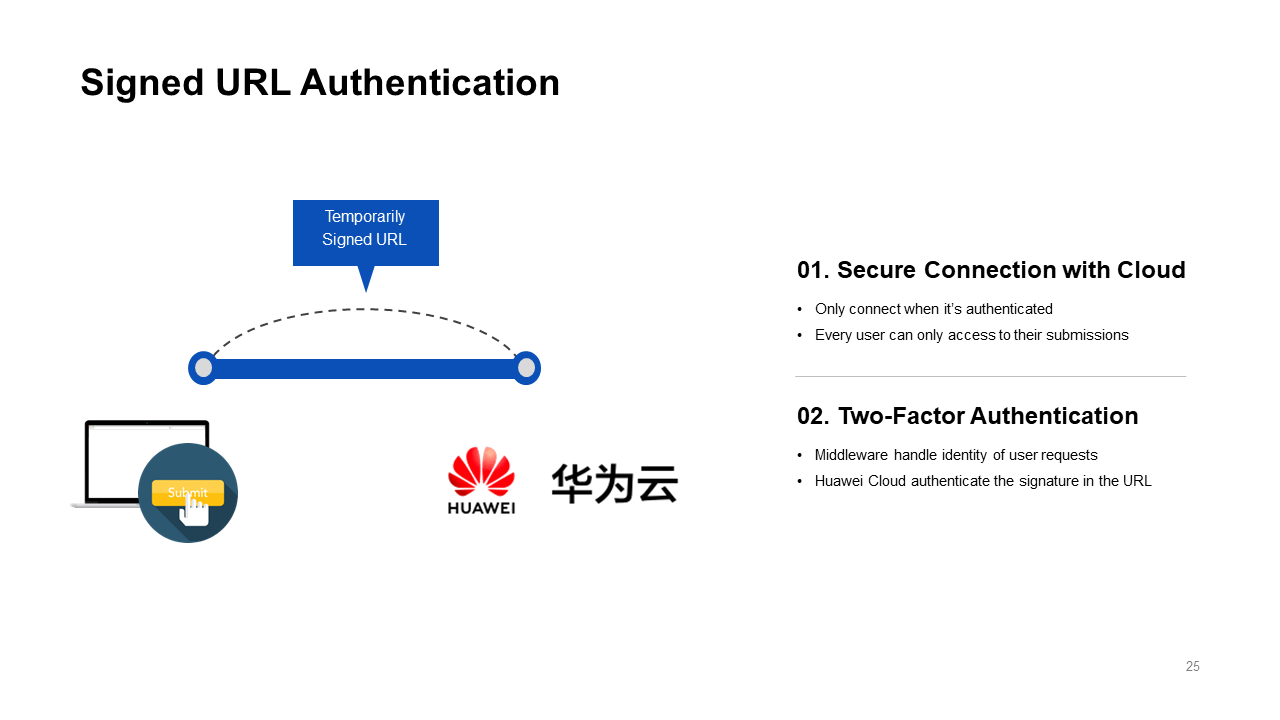 Signed URL Authentication
Temporarily
Signed URL
Submit
HUAWEI
华为云
01. Secure Connection with Cloud
• Only connect when it’s authenticated
• Every user can only access to their submissions
02. Two-Factor Authentication
• Middleware handle identity of user requests
• Huawei Cloud authenticate the signature in the URL
25